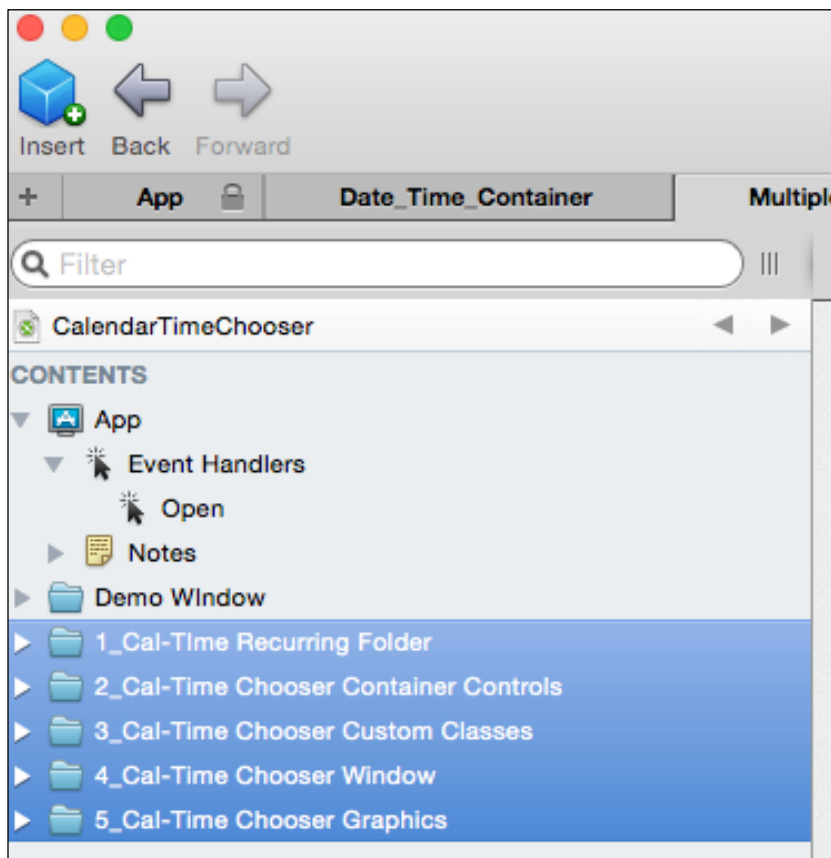 Insert Back Forward
+ App Date_Time_Container Multiple
Filter
CalendarTimeChooser
CONTENTS
App
Event Handlers
Open
Notes
Demo WIndow
1_Cal-TIme Recurring Folder
2_Cal-Time Chooser Container Controls
3_Cal-Time Chooser Custom Classes
4_Cal-Time Chooser Window
5_Cal-Time Chooser Graphics